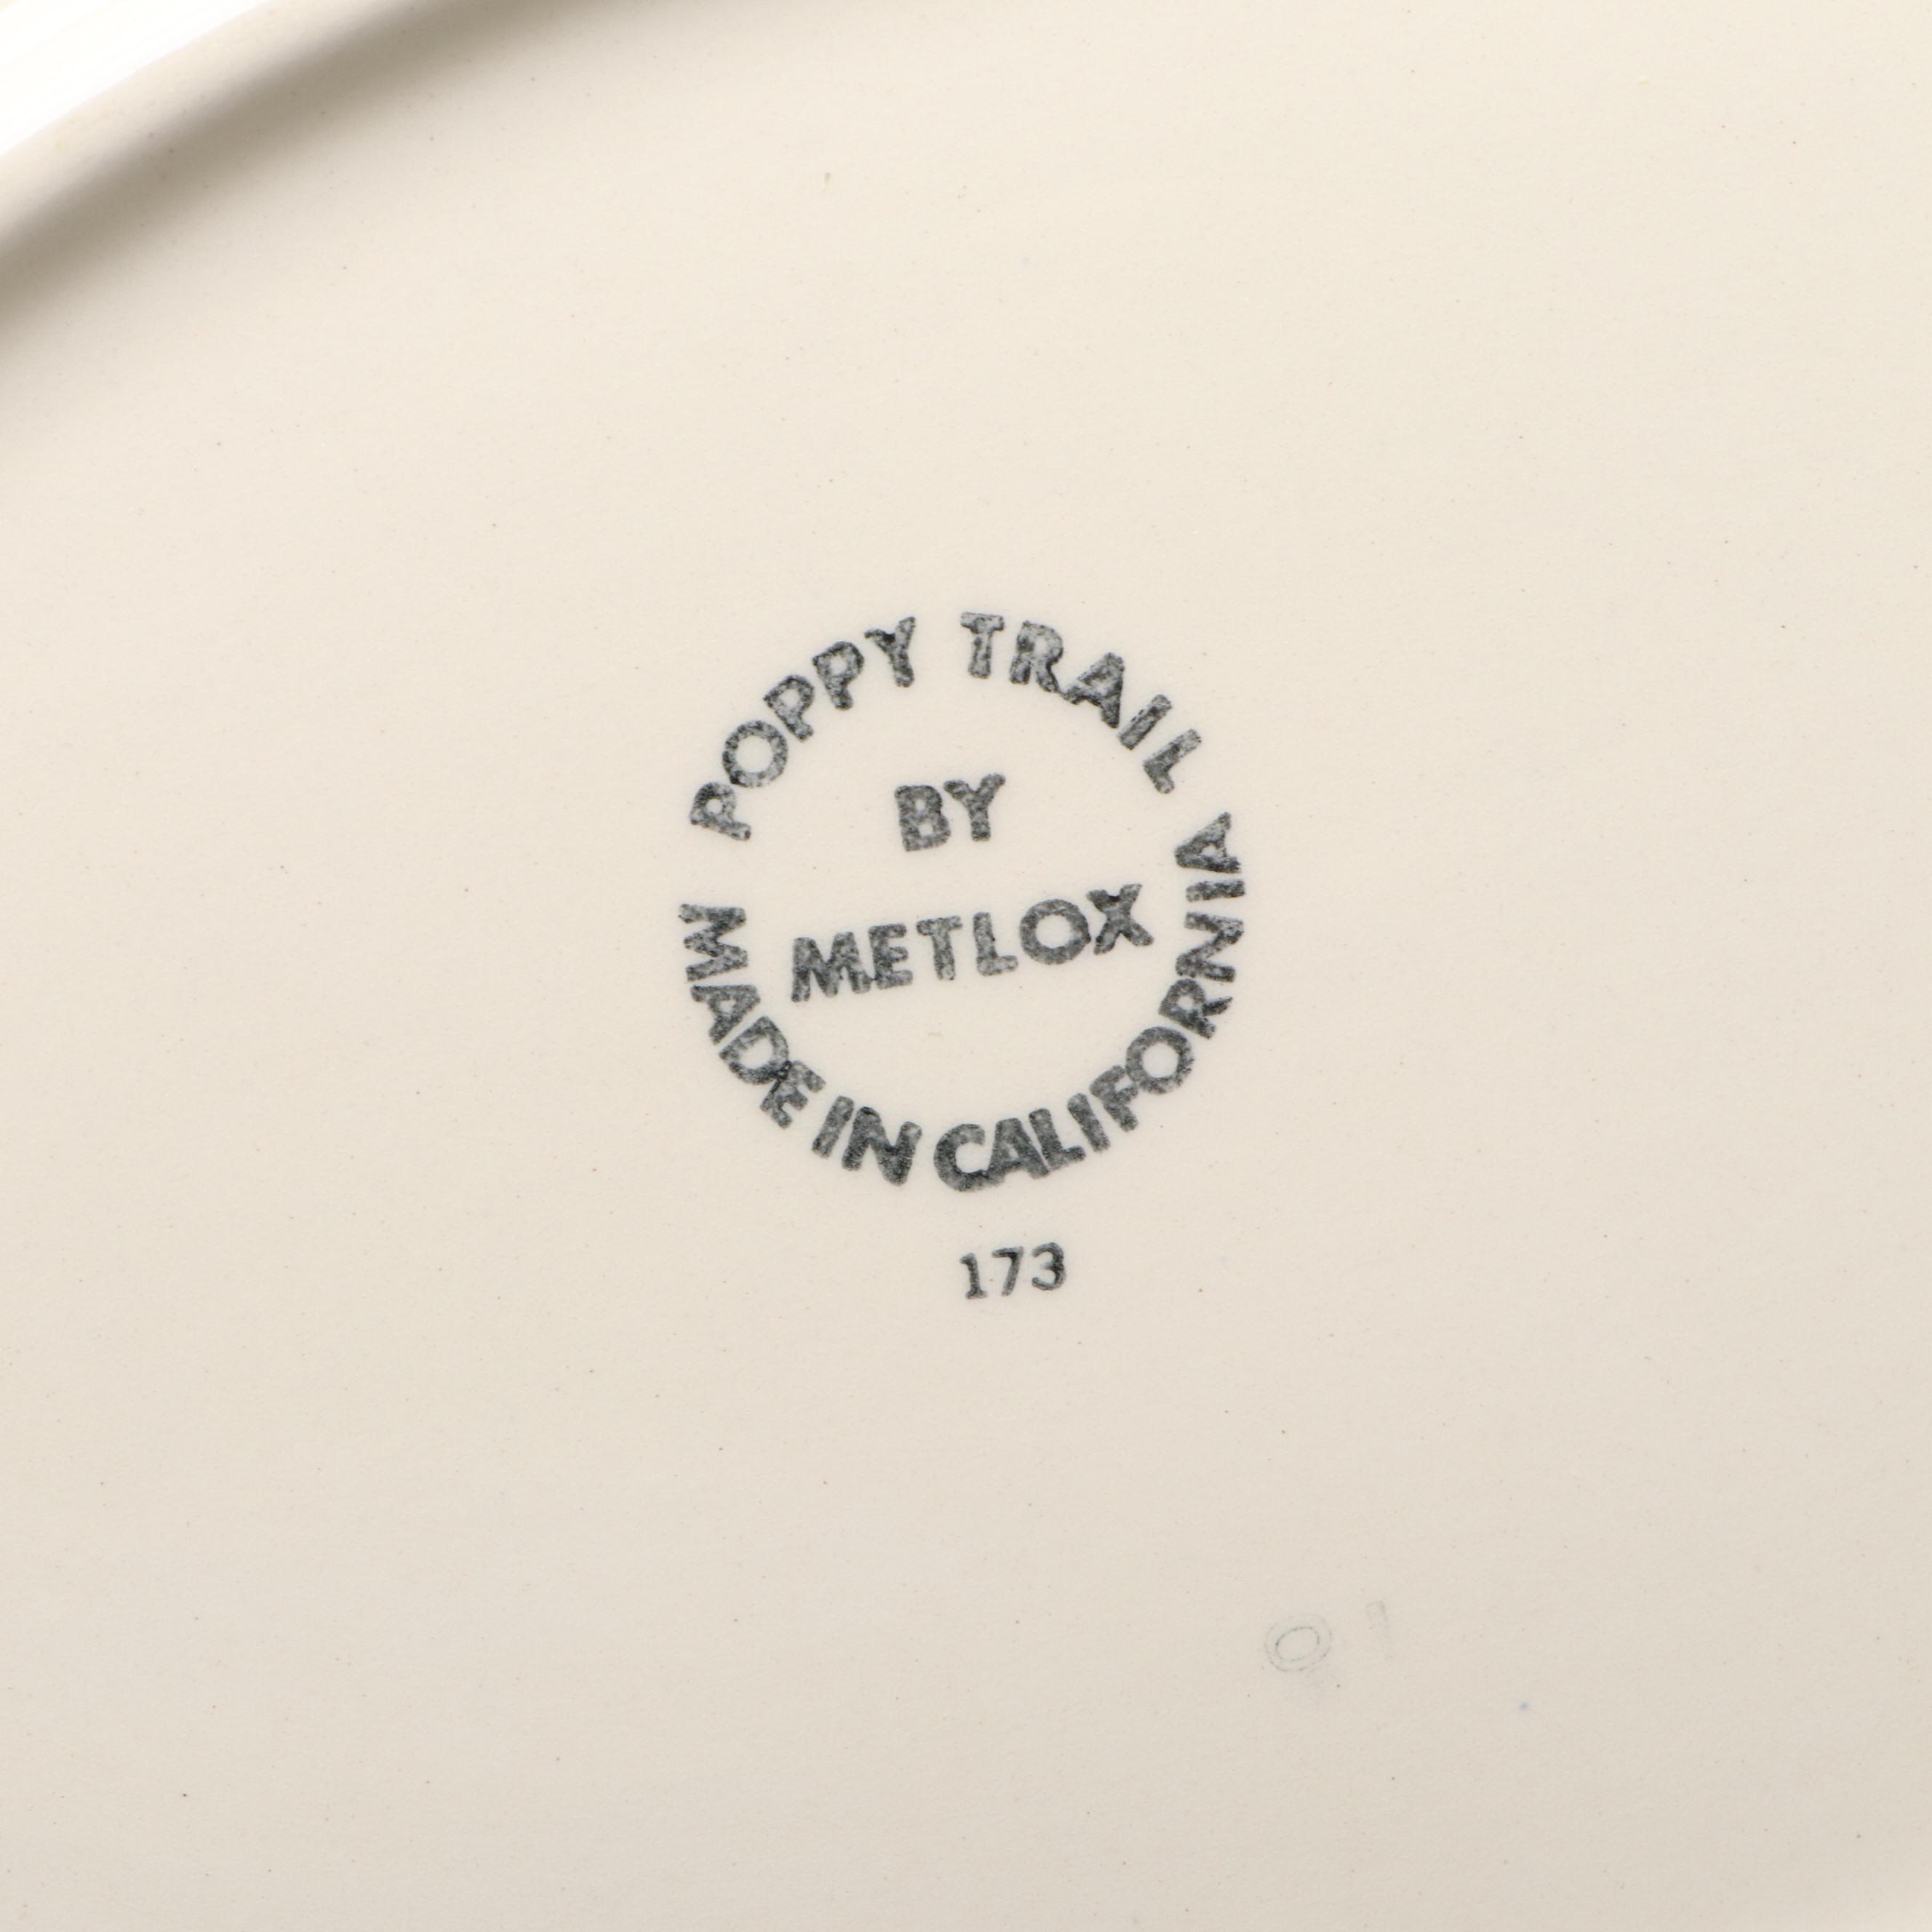 POPPY TRAIL
BY
METLOX
MADE IN CALIFORNIA
173